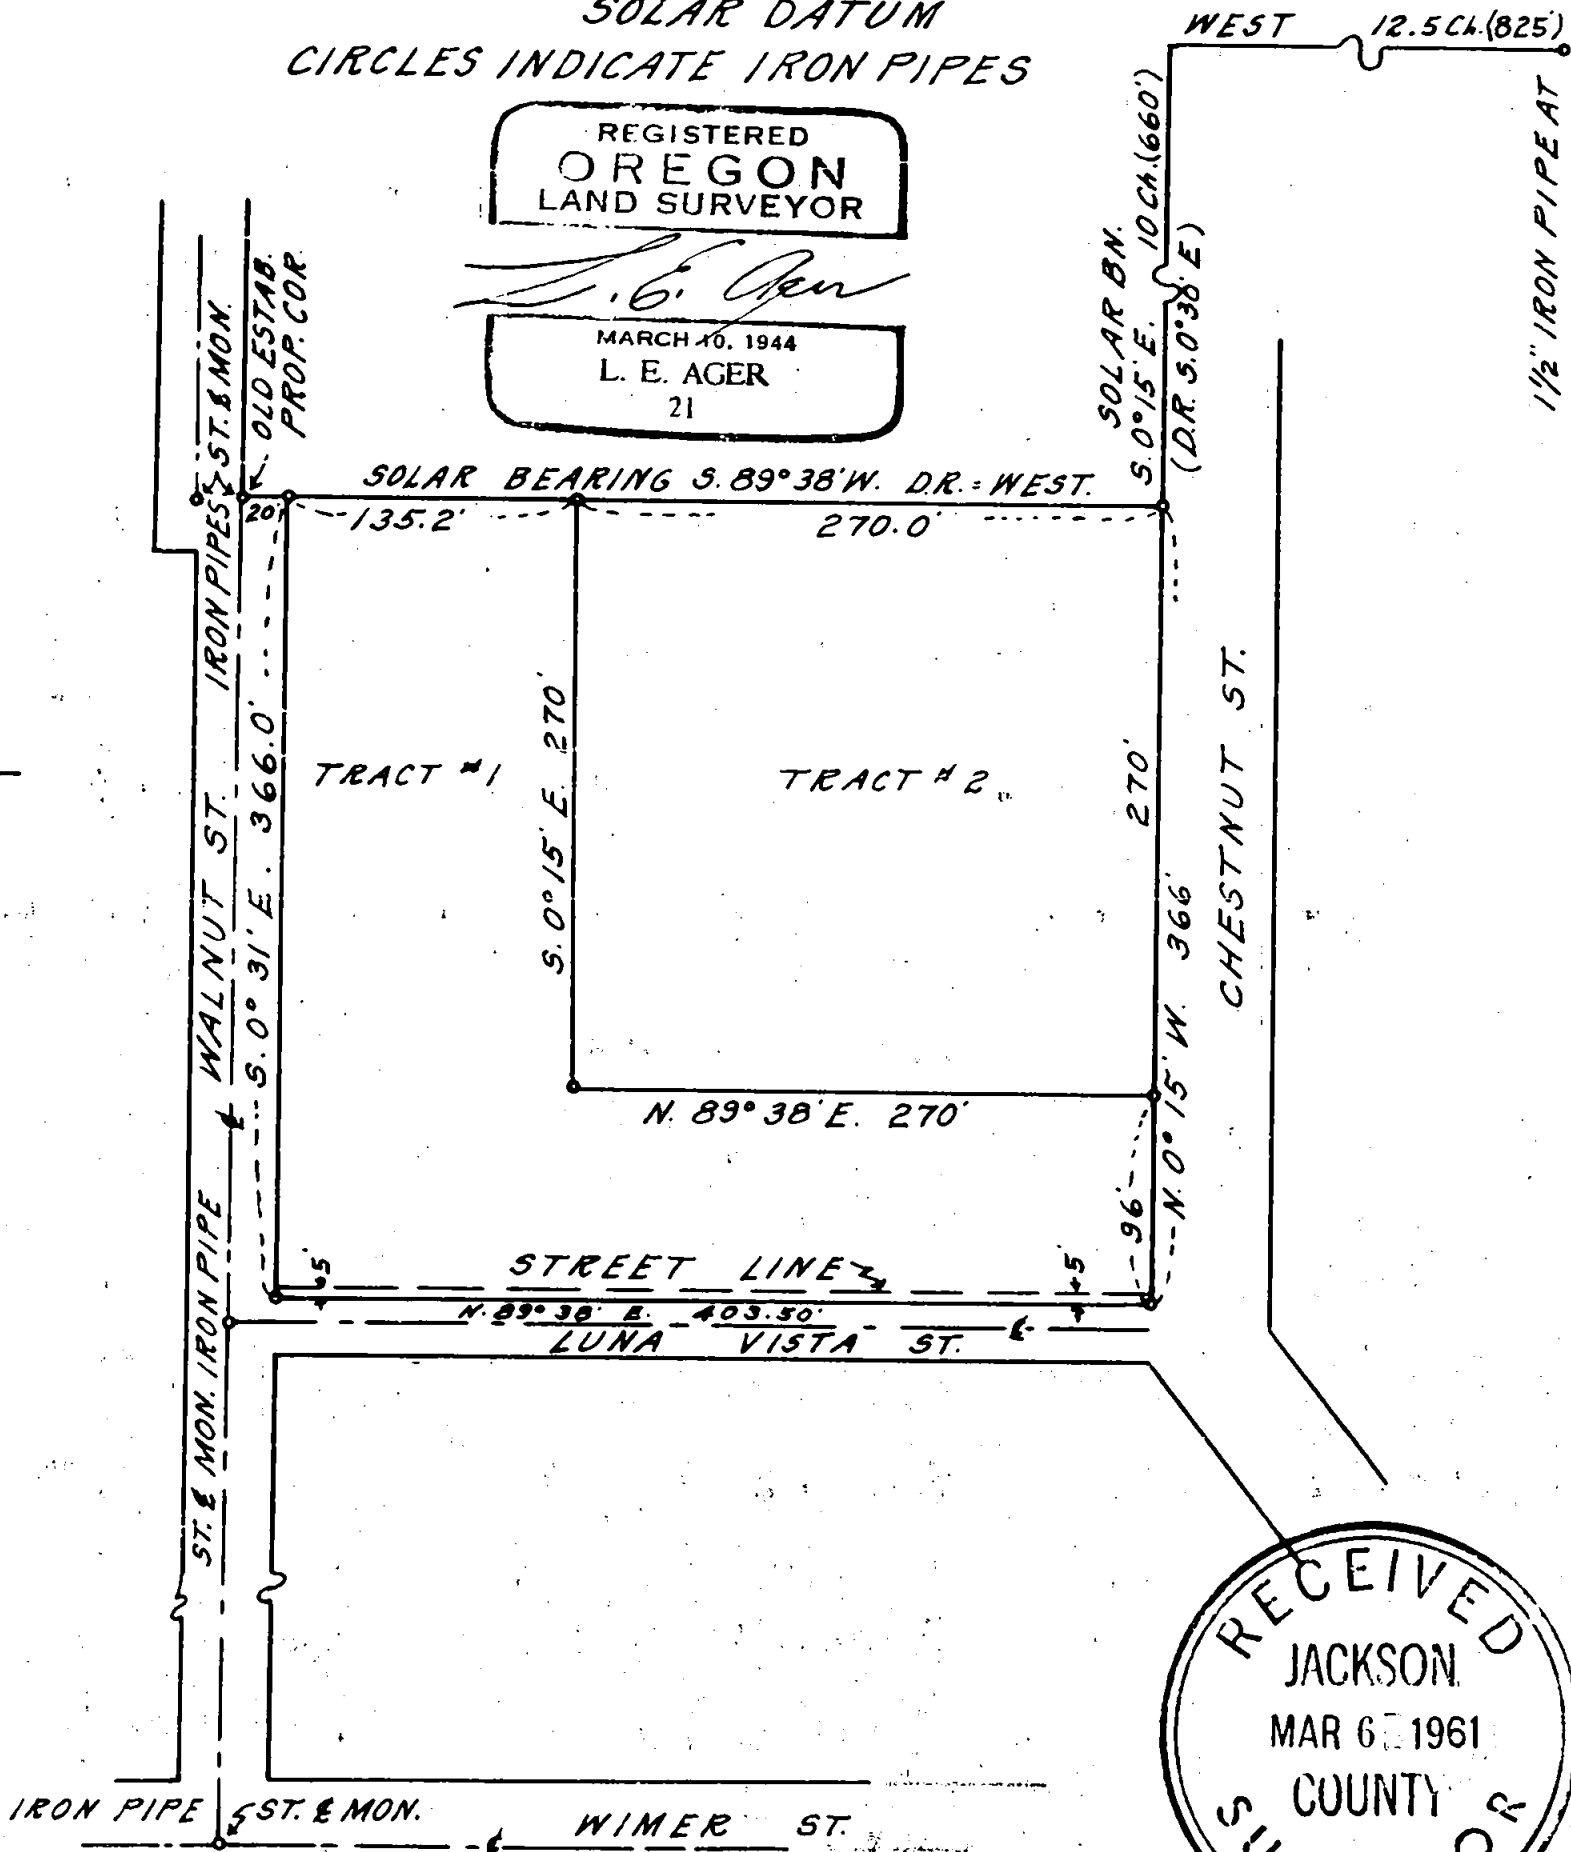 SOLAR DATUM
CIRCLES INDICATE IRON PIPES
WEST 12.5 Ch.(825')
1½" IRON PIPE AT
REGISTERED
OREGON
LAND SURVEYOR
L. E. Ager
MARCH 10, 1944
L. E. AGER
21
SOLAR BN.
S. 0° 15' E. 10 Ch.(660')
(D.R. S. 0° 38' E)
OLD ESTAB.
PROP. COR.
IRON PIPES ST. ℄ MON.
SOLAR BEARING S. 89° 38' W. D.R. = WEST.
20'
135.2'
270.0'
WALNUT ST.
S. 0° 31' E. 366.0'
TRACT #1
S. 0° 15' E. 270'
TRACT #2
270'
CHESTNUT ST.
N. 0° 15' W. 366'
N. 89° 38' E. 270'
96'
℄
ST. ℄ MON. IRON PIPE
5'
STREET LINE
5'
N. 89° 38' E. 403.50'
LUNA VISTA ST. ℄
RECEIVED
JACKSON
MAR 6 - 1961
COUNTY
IRON PIPE ST. ℄ MON.
WIMER ST.
℄